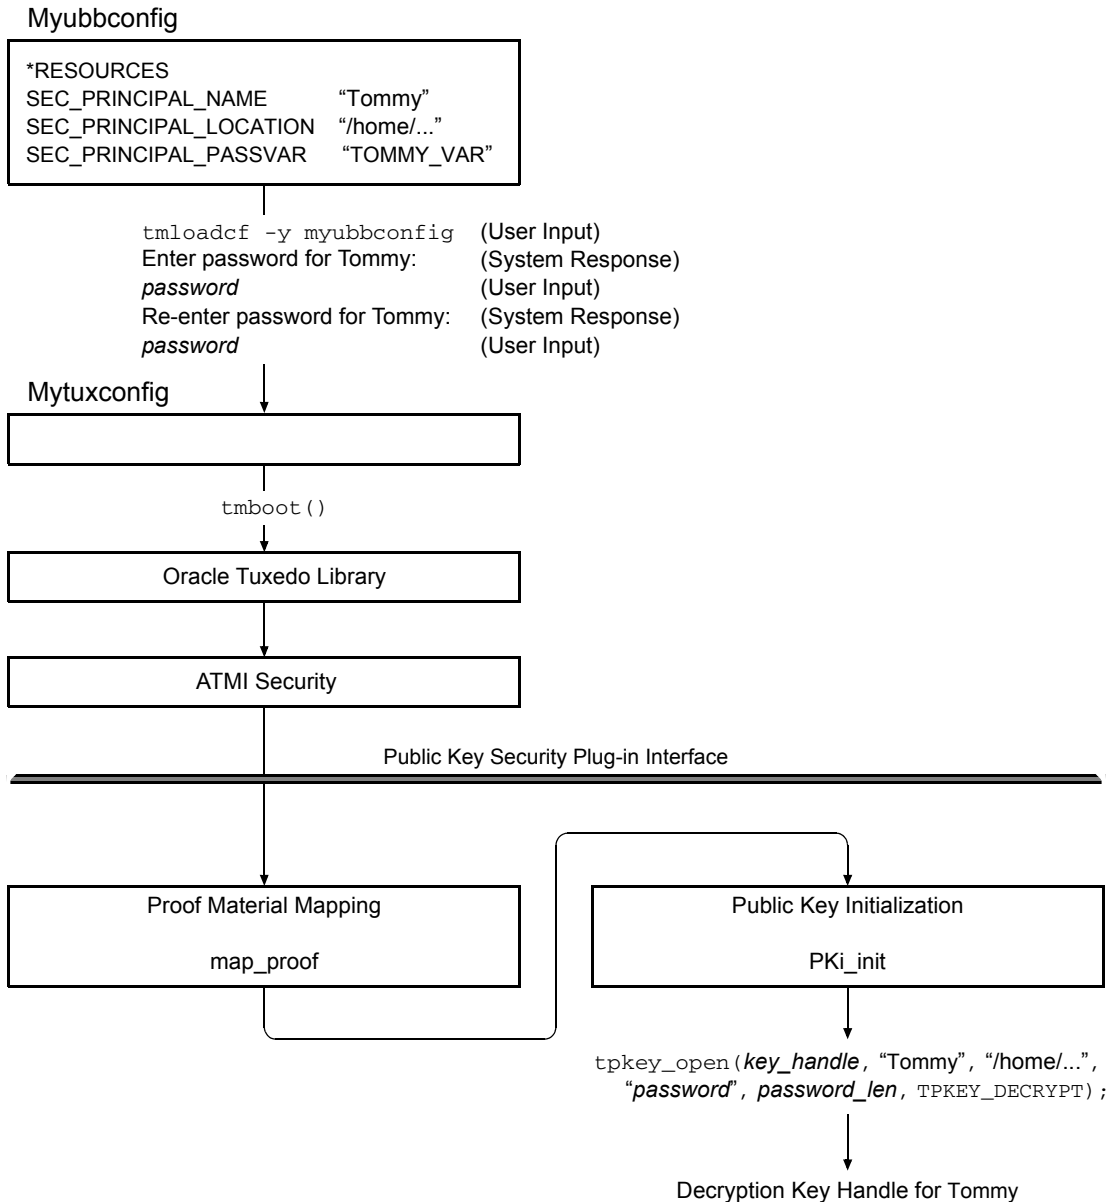 Myubbconfig
*RESOURCES
SEC_PRINCIPAL_NAME “Tommy”
SEC_PRINCIPAL_LOCATION “/home/...”
SEC_PRINCIPAL_PASSVAR “TOMMY_VAR”
tmloadcf -y myubbconfig (User Input)
Enter password for Tommy: (System Response)
password (User Input)
Re-enter password for Tommy: (System Response)
password (User Input)
Mytuxconfig
tmboot()
Oracle Tuxedo Library
ATMI Security
Public Key Security Plug-in Interface
Proof Material Mapping
map_proof
Public Key Initialization
PKi_init
tpkey_open(key_handle, “Tommy”, “/home/...”,
“password”, password_len, TPKEY_DECRYPT);
Decryption Key Handle for Tommy